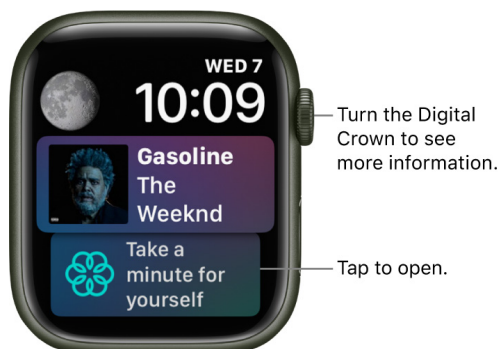 WED 7
10:09
Gasoline
The
Weeknd
Take a
minute for
yourself
Turn the Digital
Crown to see
more information.
Tap to open.